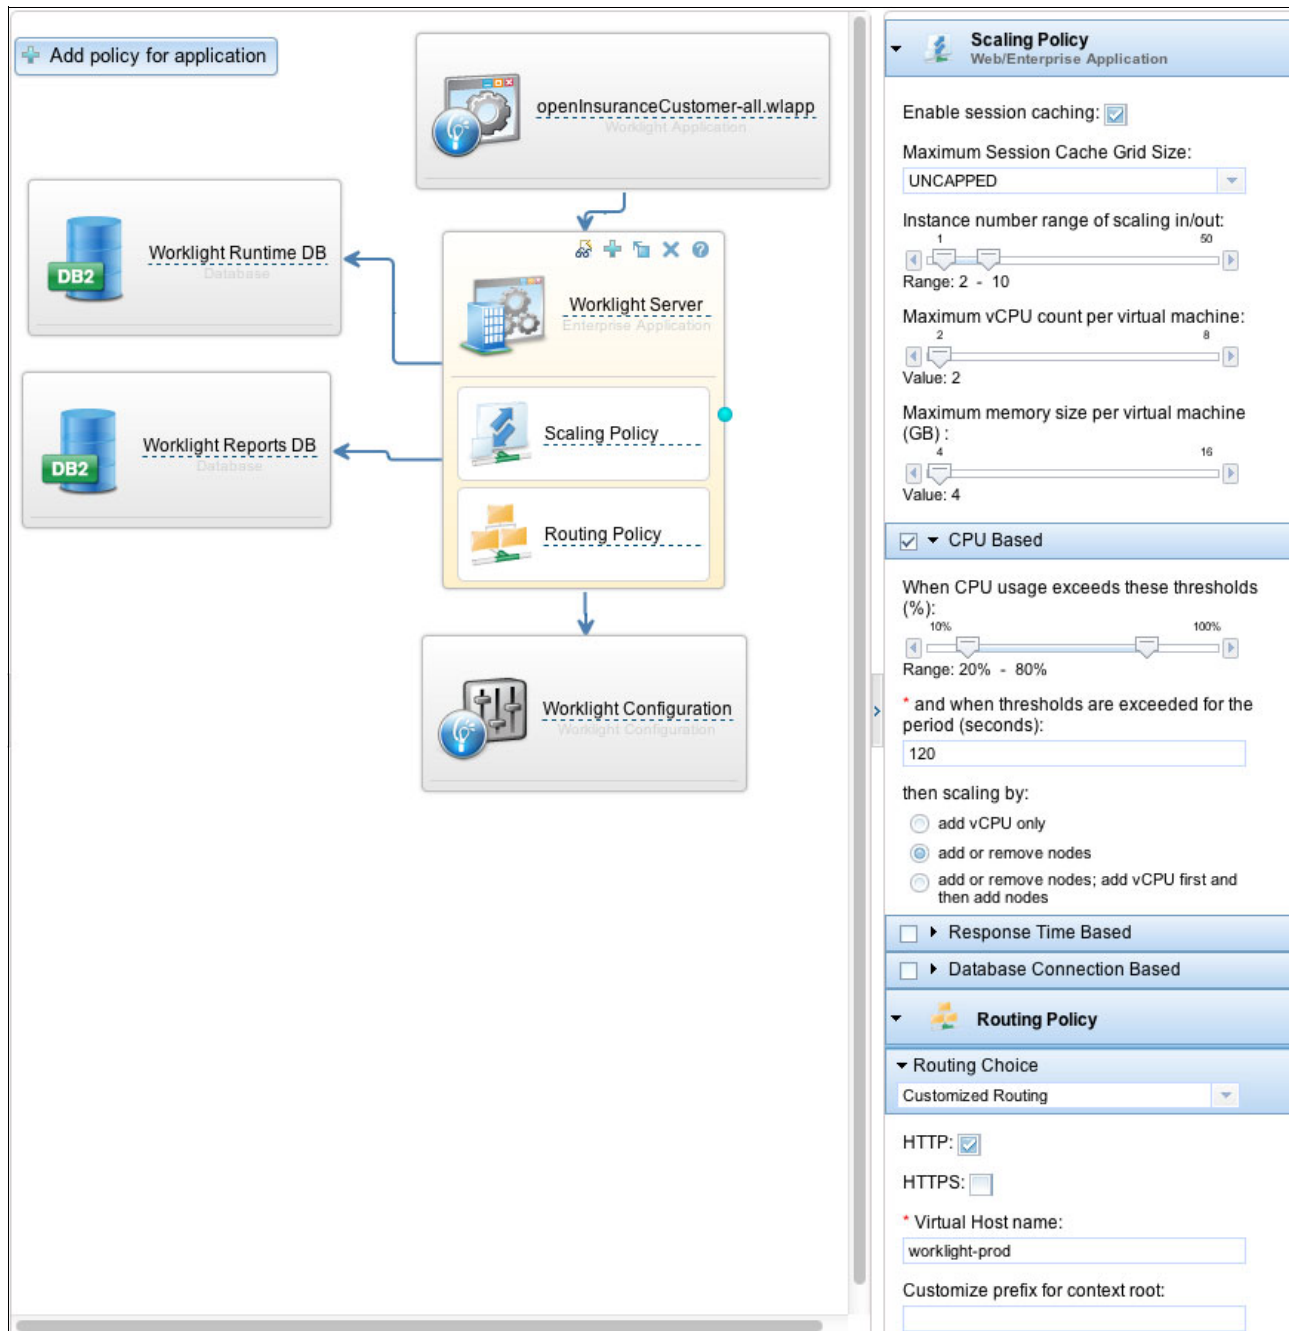 Add policy for application
openInsuranceCustomer-all.wlapp
Worklight Application
Worklight Runtime DB
Database
DB2
Worklight Server
Enterprise Application
Worklight Reports DB
Database
DB2
Scaling Policy
Routing Policy
Worklight Configuration
Worklight Configuration
Scaling Policy
Web/Enterprise Application
Enable session caching:
Maximum Session Cache Grid Size:
UNCAPPED
Instance number range of scaling in/out:
1 50
Range: 2 - 10
Maximum vCPU count per virtual machine:
2 8
Value: 2
Maximum memory size per virtual machine
(GB) :
4 16
Value: 4
CPU Based
When CPU usage exceeds these thresholds
(%):
10% 100%
Range: 20% - 80%
* and when thresholds are exceeded for the
period (seconds):
120
then scaling by:
add vCPU only
add or remove nodes
add or remove nodes; add vCPU first and
then add nodes
Response Time Based
Database Connection Based
Routing Policy
Routing Choice
Customized Routing
HTTP:
HTTPS:
* Virtual Host name:
worklight-prod
Customize prefix for context root: